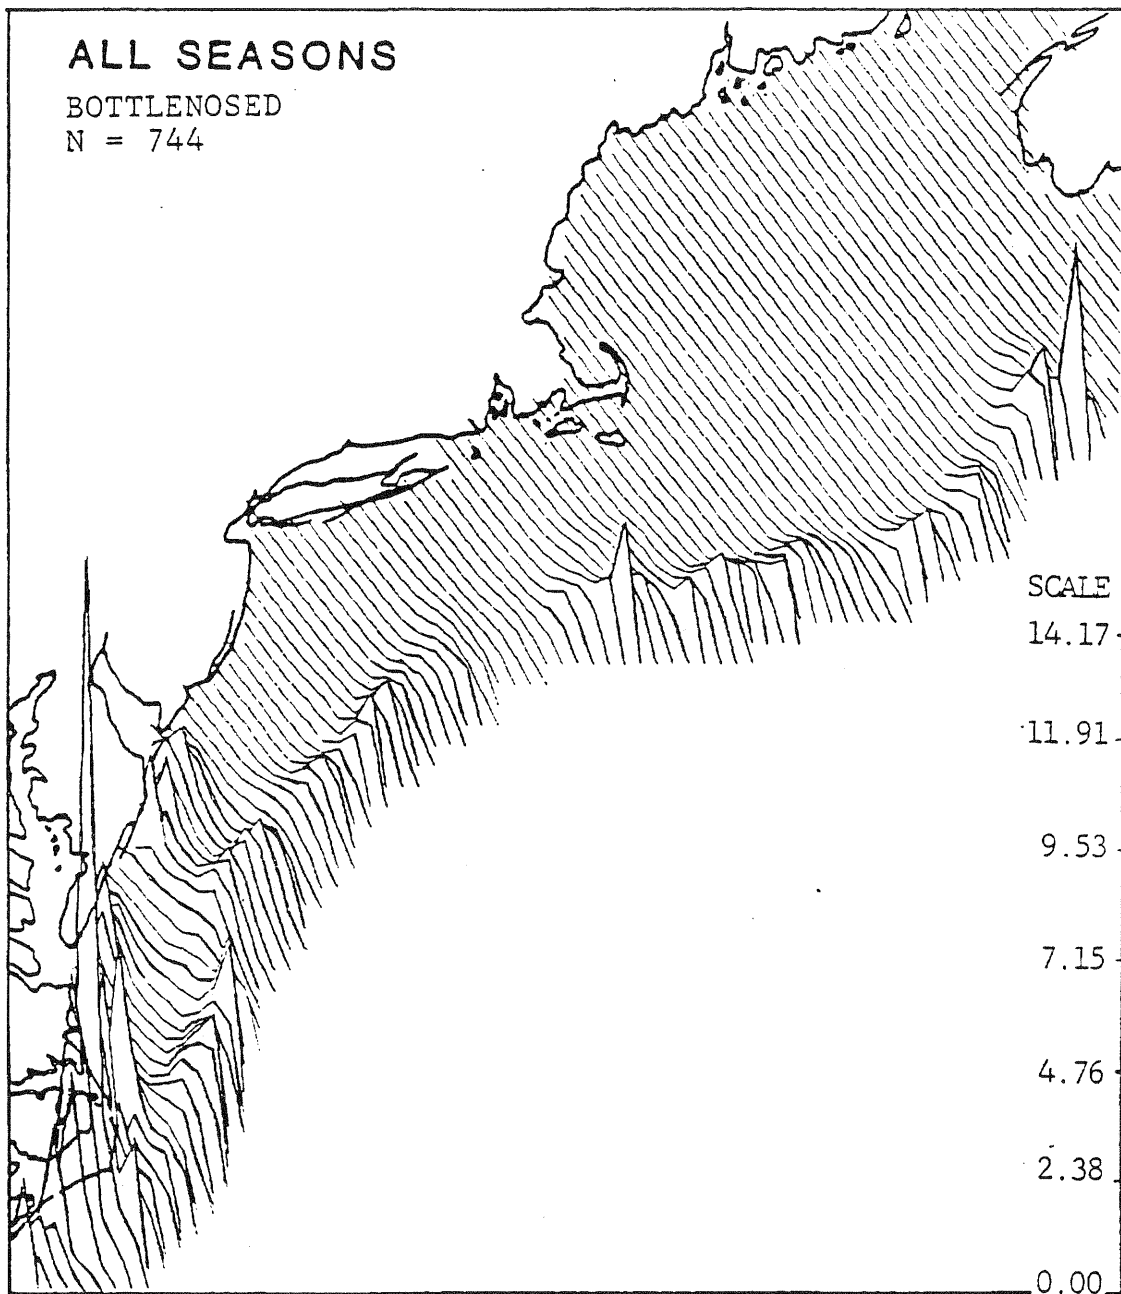 ALL SEASONS
BOTTLENOSED
N = 744
SCALE
14.17
11.91
9.53
7.15
4.76
2.38
0.00